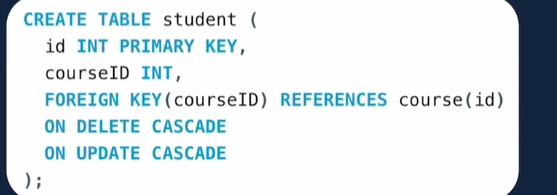 CREATE TABLE student (
id INT PRIMARY KEY,
courseID INT,
FOREIGN KEY(courseID) REFERENCES course(id)
ON DELETE CASCADE
ON UPDATE CASCADE
);